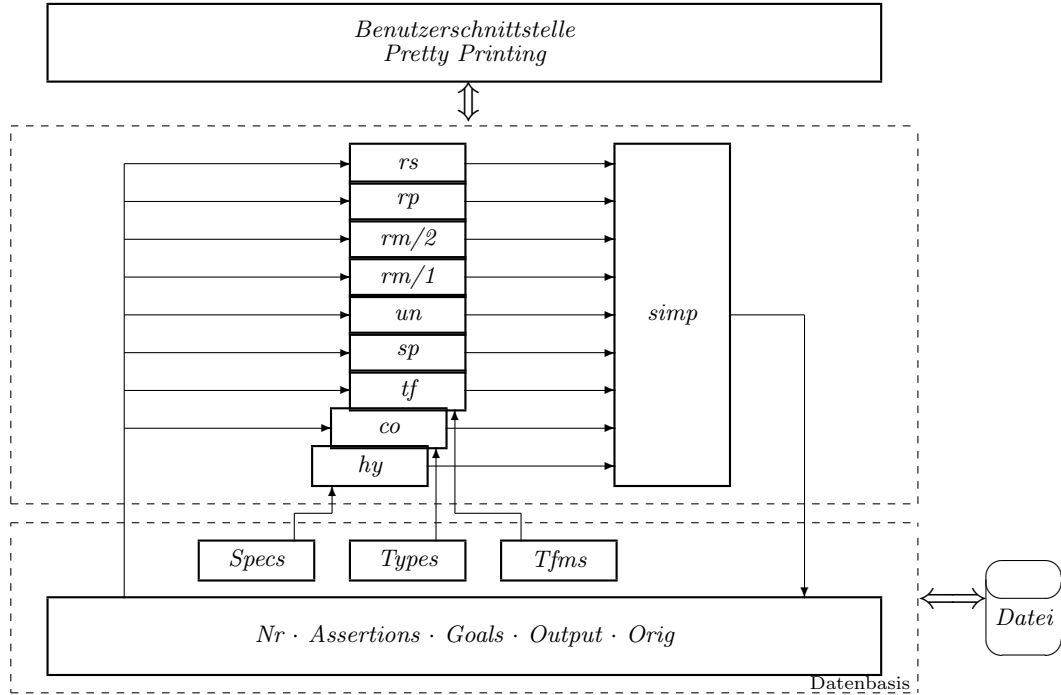 Benutzerschnittstelle
Pretty Printing
rs
rp
rm/2
rm/1
un
simp
sp
tf
co
hy
Specs
Types
Tfms
Datei
Nr · Assertions · Goals · Output · Orig
Datenbasis